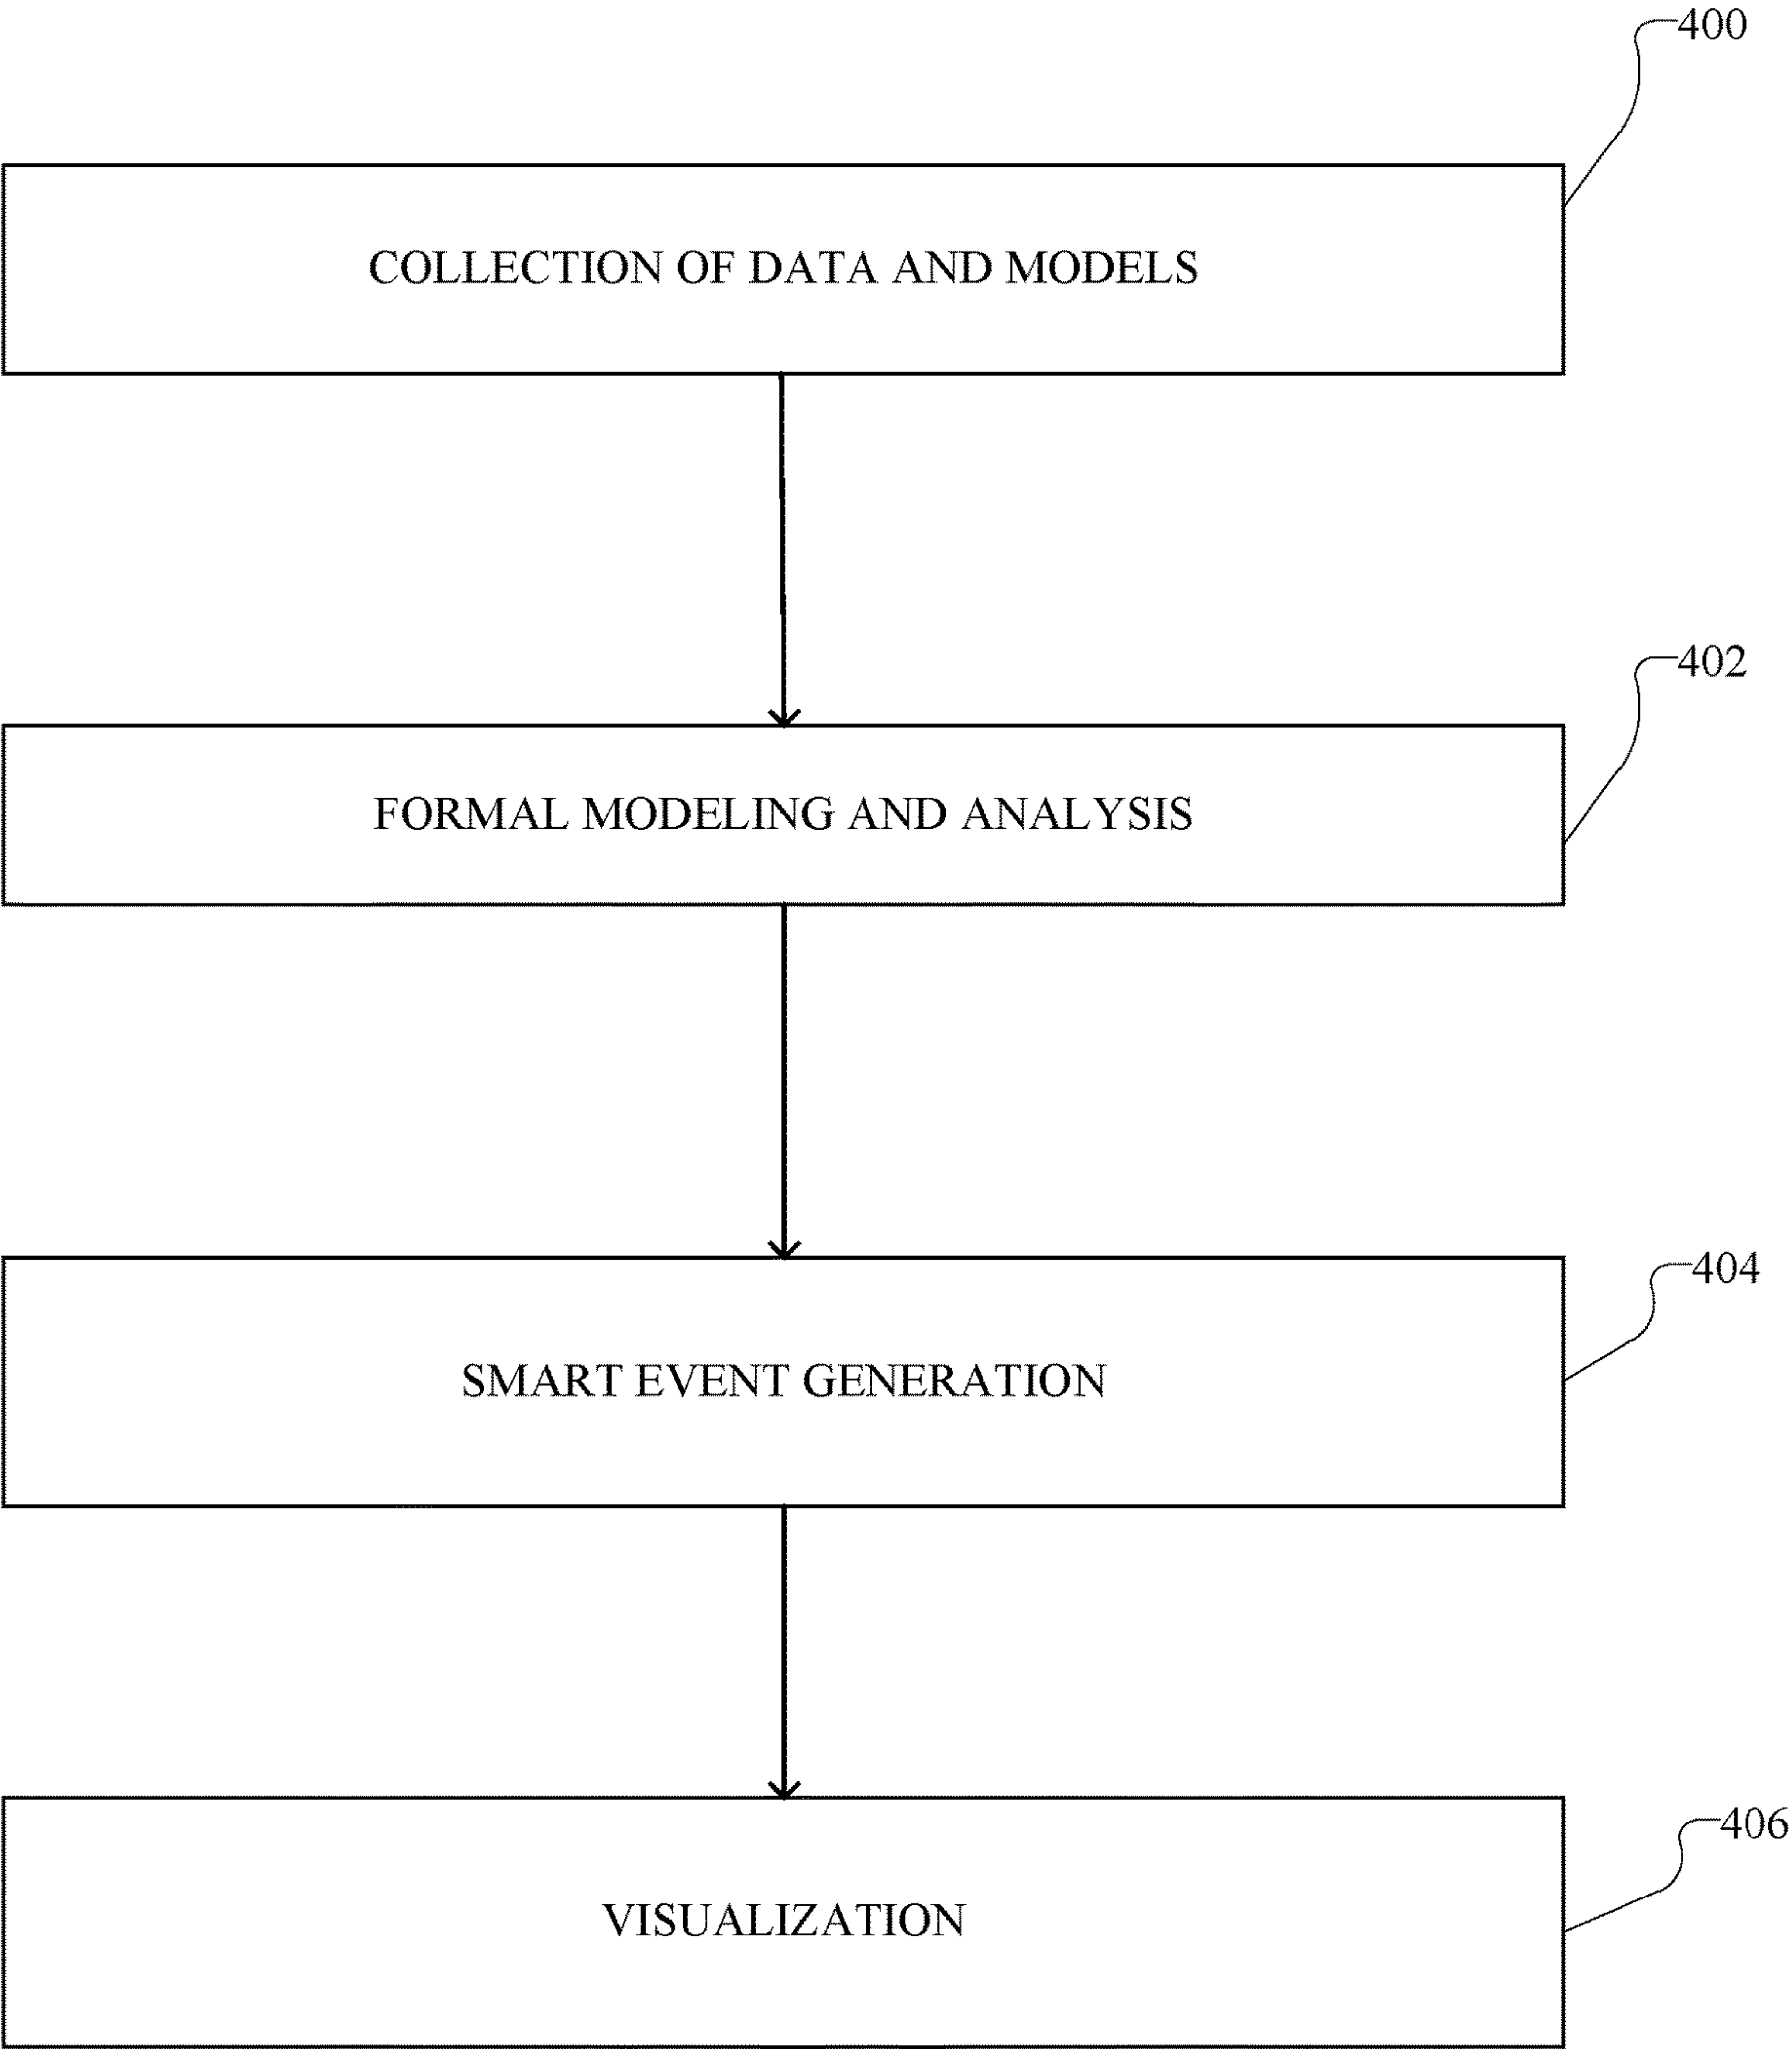 400
COLLECTION OF DATA AND MODELS
402
FORMAL MODELING AND ANALYSIS
404
SMART EVENT GENERATION
406
VISUALIZATION